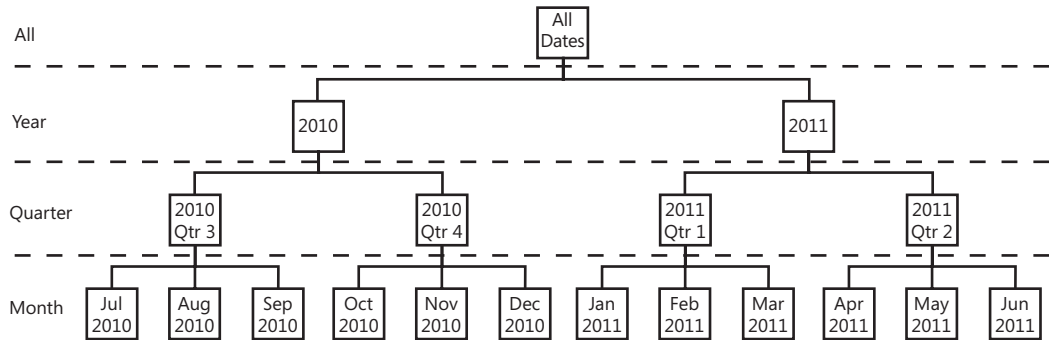 All
All
Dates
Year
2010
2011
Quarter
2010
Qtr 3
2010
Qtr 4
2011
Qtr 1
2011
Qtr 2
Month
Jul
2010
Aug
2010
Sep
2010
Oct
2010
Nov
2010
Dec
2010
Jan
2011
Feb
2011
Mar
2011
Apr
2011
May
2011
Jun
2011